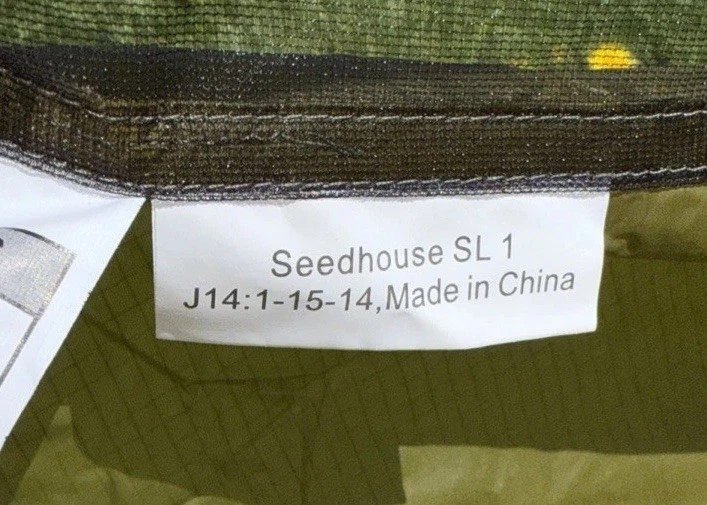 Seedhouse SL 1
J14:1-15-14,Made in China